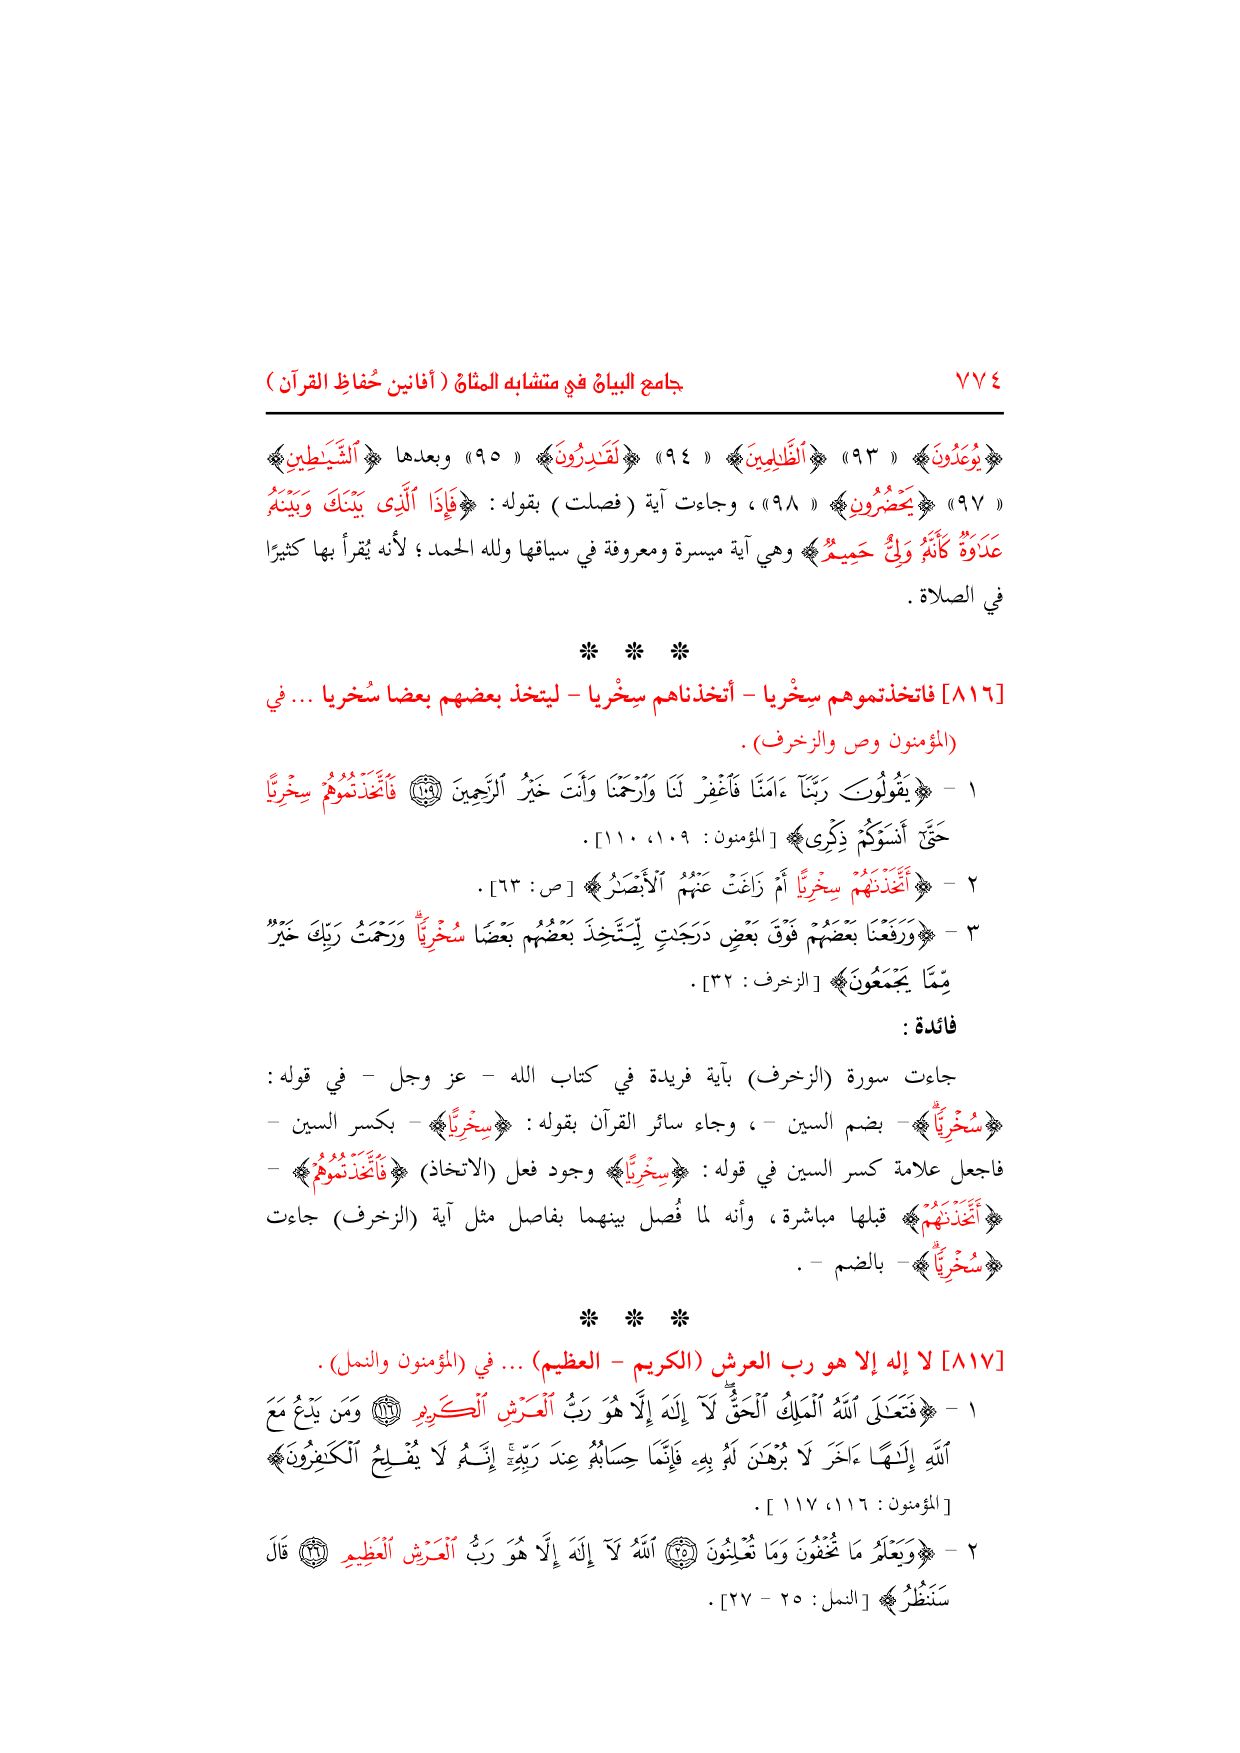 ٧٧٤
جامع البيان في متشابه المثان ( أفانين حُفاظِ القرآن )
﴿يُوعَدُونَ﴾ « ٩٣» ﴿ٱلظَّٰلِمِينَ﴾ « ٩٤» ﴿لَقَٰدِرُونَ﴾ « ٩٥» وبعدها ﴿ٱلشَّيَٰطِينِ﴾
« ٩٧» ﴿يَحۡضُرُونِ﴾ « ٩٨»، وجاءت آية (فصلت) بقوله: ﴿فَإِذَا ٱلَّذِى بَيۡنَكَ وَبَيۡنَهُۥ
عَدَٰوَةٞ كَأَنَّهُۥ وَلِىٌّ حَمِيمٞ﴾ وهي آية ميسرة ومعروفة في سياقها ولله الحمد؛ لأنه يُقرأ بها كثيرًا
في الصلاة .
❊ ❊ ❊
[٨١٦] فاتخذتموهم سِخْريا – أتخذناهم سِخْريا – ليتخذ بعضهم بعضا سُخريا ... في
(المؤمنون وص والزخرف) .
١ – ﴿يَقُولُونَ رَبَّنَآ ءَامَنَّا فَٱغۡفِرۡ لَنَا وَٱرۡحَمۡنَا وَأَنتَ خَيۡرُ ٱلرَّٰحِمِينَ ١٠٩ فَٱتَّخَذۡتُمُوهُمۡ سِخۡرِيًّا
حَتَّىٰٓ أَنسَوۡكُمۡ ذِكۡرِى﴾ [المؤمنون: ١٠٩، ١١٠] .
٢ – ﴿أَتَّخَذۡنَٰهُمۡ سِخۡرِيًّا أَمۡ زَاغَتۡ عَنۡهُمُ ٱلۡأَبۡصَٰرُ﴾ [ص: ٦٣] .
٣ – ﴿وَرَفَعۡنَا بَعۡضَهُمۡ فَوۡقَ بَعۡضٖ دَرَجَٰتٖ لِّيَتَّخِذَ بَعۡضُهُم بَعۡضٗا سُخۡرِيّٗاۗ وَرَحۡمَتُ رَبِّكَ خَيۡرٞ
مِّمَّا يَجۡمَعُونَ﴾ [الزخرف: ٣٢] .
فائدة :
جاءت سورة (الزخرف) بآية فريدة في كتاب الله – عز وجل – في قوله:
﴿سُخۡرِيّٗاۗ﴾– بضم السين –، وجاء سائر القرآن بقوله: ﴿سِخۡرِيًّا﴾– بكسر السين –
فاجعل علامة كسر السين في قوله: ﴿سِخۡرِيًّا﴾ وجود فعل (الاتخاذ) ﴿فَٱتَّخَذۡتُمُوهُمۡ﴾ –
﴿أَتَّخَذۡنَٰهُمۡ﴾ قبلها مباشرة، وأنه لما فُصل بينهما بفاصل مثل آية (الزخرف) جاءت
﴿سُخۡرِيّٗاۗ﴾– بالضم – .
❊ ❊ ❊
[٨١٧] لا إله إلا هو رب العرش (الكريم – العظيم) ... في (المؤمنون والنمل) .
١ – ﴿فَتَعَٰلَى ٱللَّهُ ٱلۡمَلِكُ ٱلۡحَقُّۖ لَآ إِلَٰهَ إِلَّا هُوَ رَبُّ ٱلۡعَرۡشِ ٱلۡكَرِيمِ ١١٦ وَمَن يَدۡعُ مَعَ
ٱللَّهِ إِلَٰهًا ءَاخَرَ لَا بُرۡهَٰنَ لَهُۥ بِهِۦ فَإِنَّمَا حِسَابُهُۥ عِندَ رَبِّهِۦٓۚ إِنَّهُۥ لَا يُفۡلِحُ ٱلۡكَٰفِرُونَ﴾
[المؤمنون: ١١٦، ١١٧ ] .
٢ – ﴿وَيَعۡلَمُ مَا تُخۡفُونَ وَمَا تُعۡلِنُونَ ٢٥ ٱللَّهُ لَآ إِلَٰهَ إِلَّا هُوَ رَبُّ ٱلۡعَرۡشِ ٱلۡعَظِيمِ ٢٦ قَالَ
سَنَنظُرُ﴾ [النمل: ٢٥ – ٢٧] .